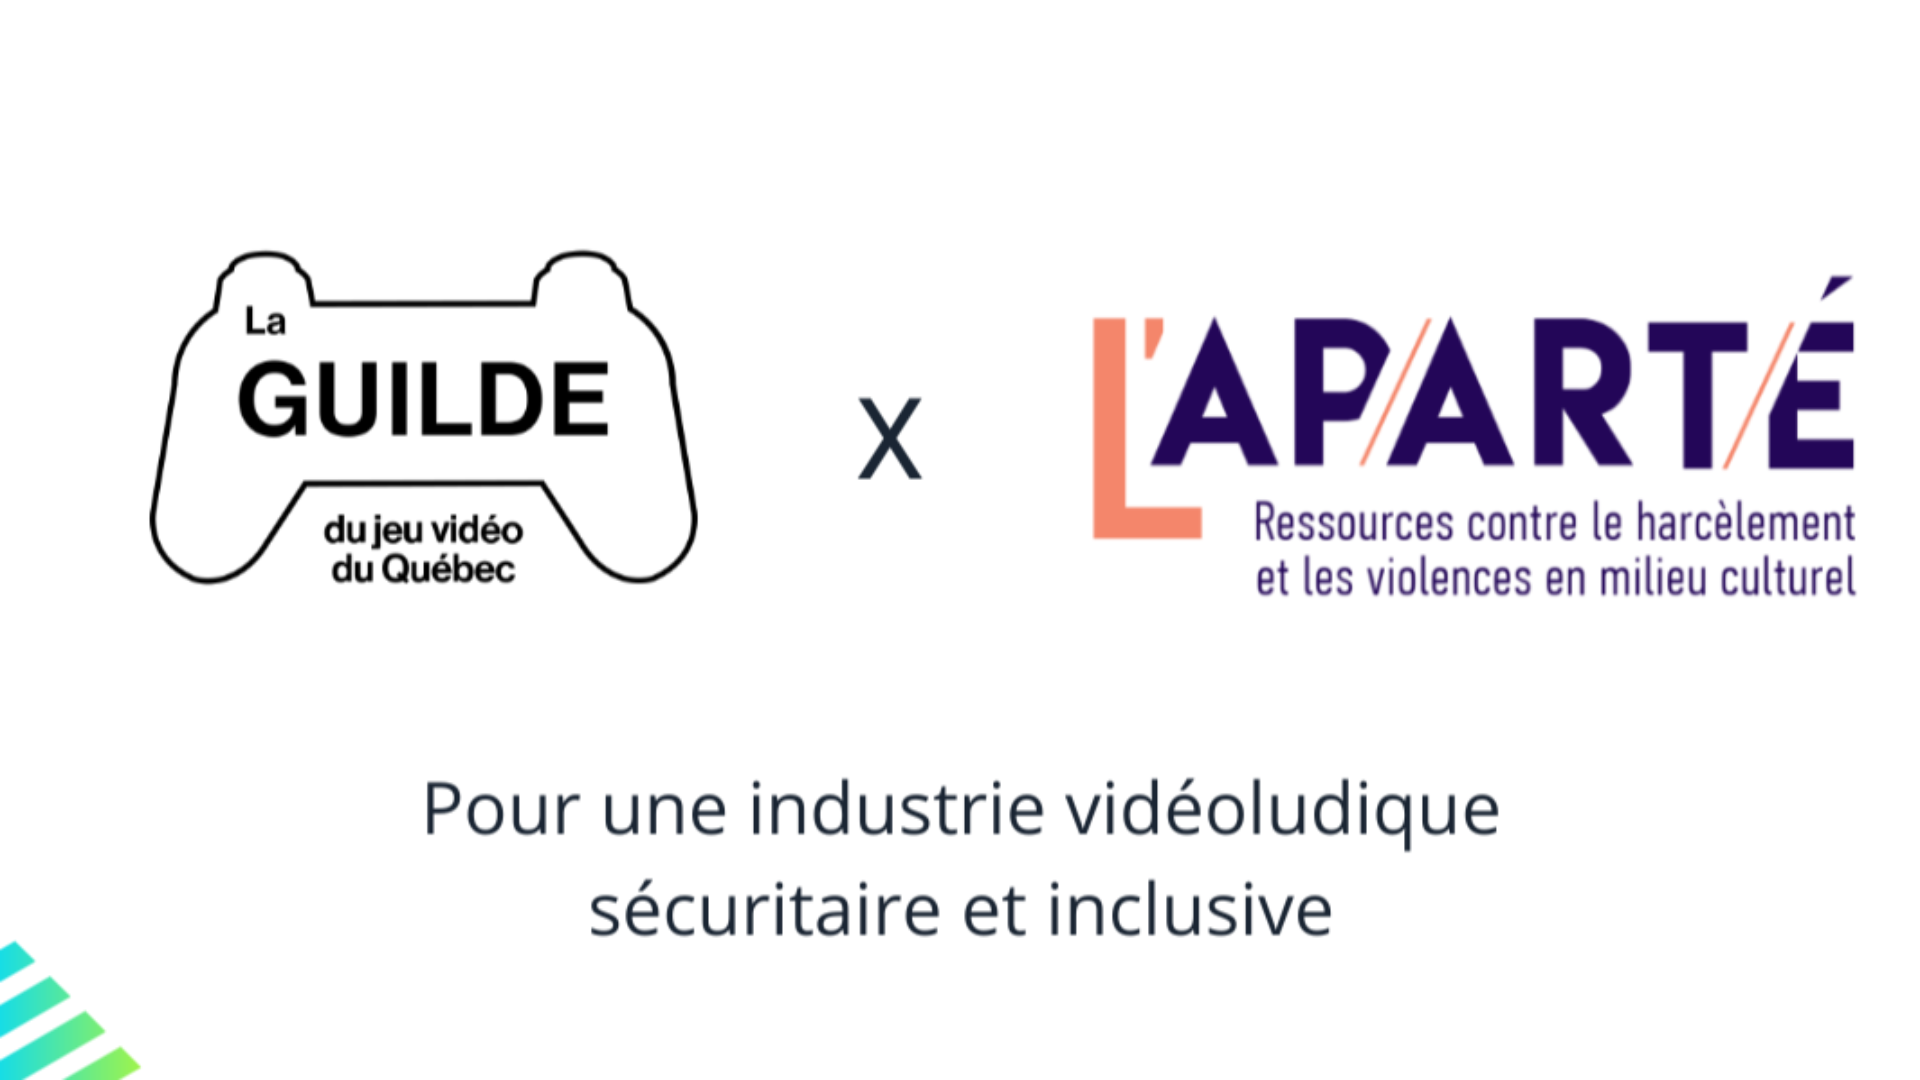 La
GUILDE
du jeu vidéo
du Québec
X
L'APARTÉ
Ressources contre le harcèlement
et les violences en milieu culturel
Pour une industrie vidéoludique
sécuritaire et inclusive